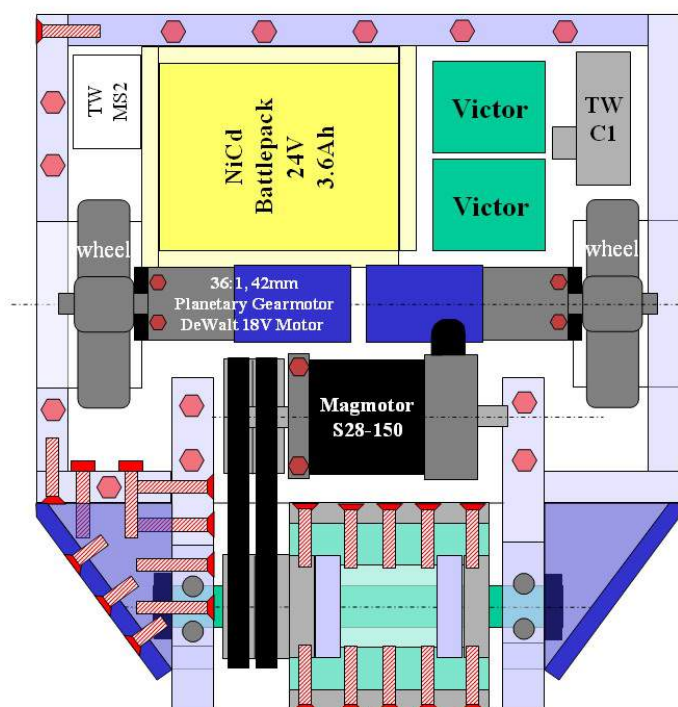 TW
MS2
NiCd
Battlepack
24V
3.6Ah
Victor
TW
C1
Victor
wheel
wheel
36:1, 42mm
Planetary Gearmotor
DeWalt 18V Motor
Magmotor
S28-150